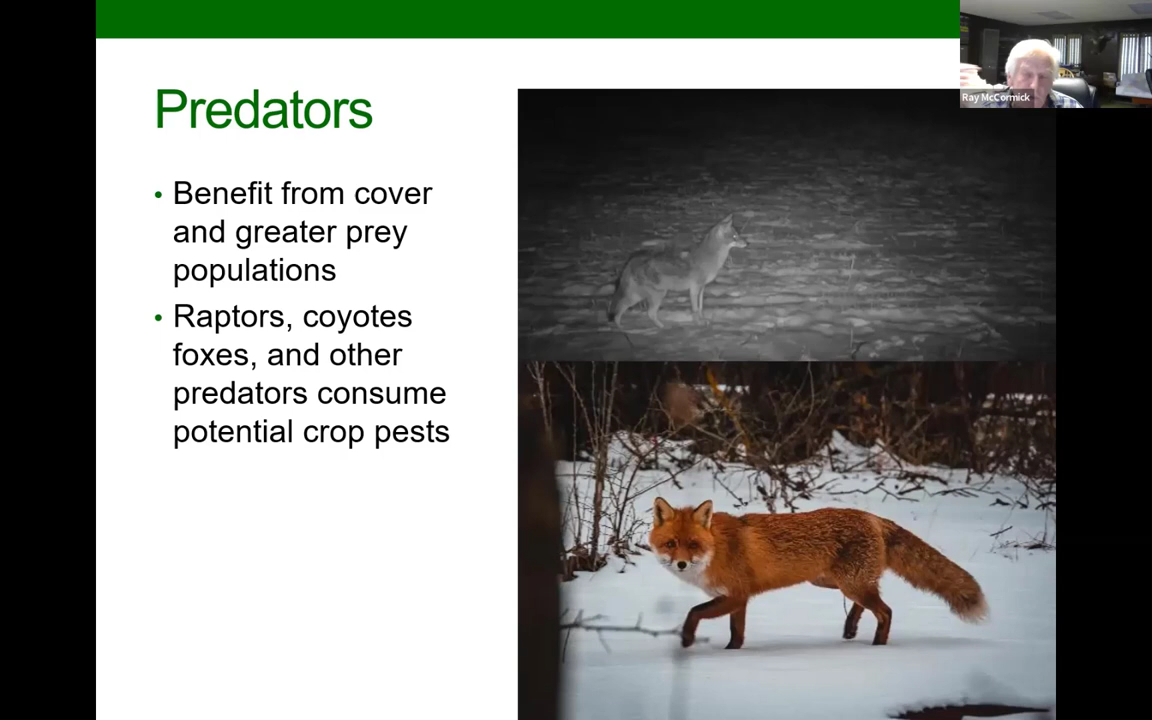 Predators
• Benefit from cover
and greater prey
populations
• Raptors, coyotes
foxes, and other
predators consume
potential crop pests
Ray McCormick